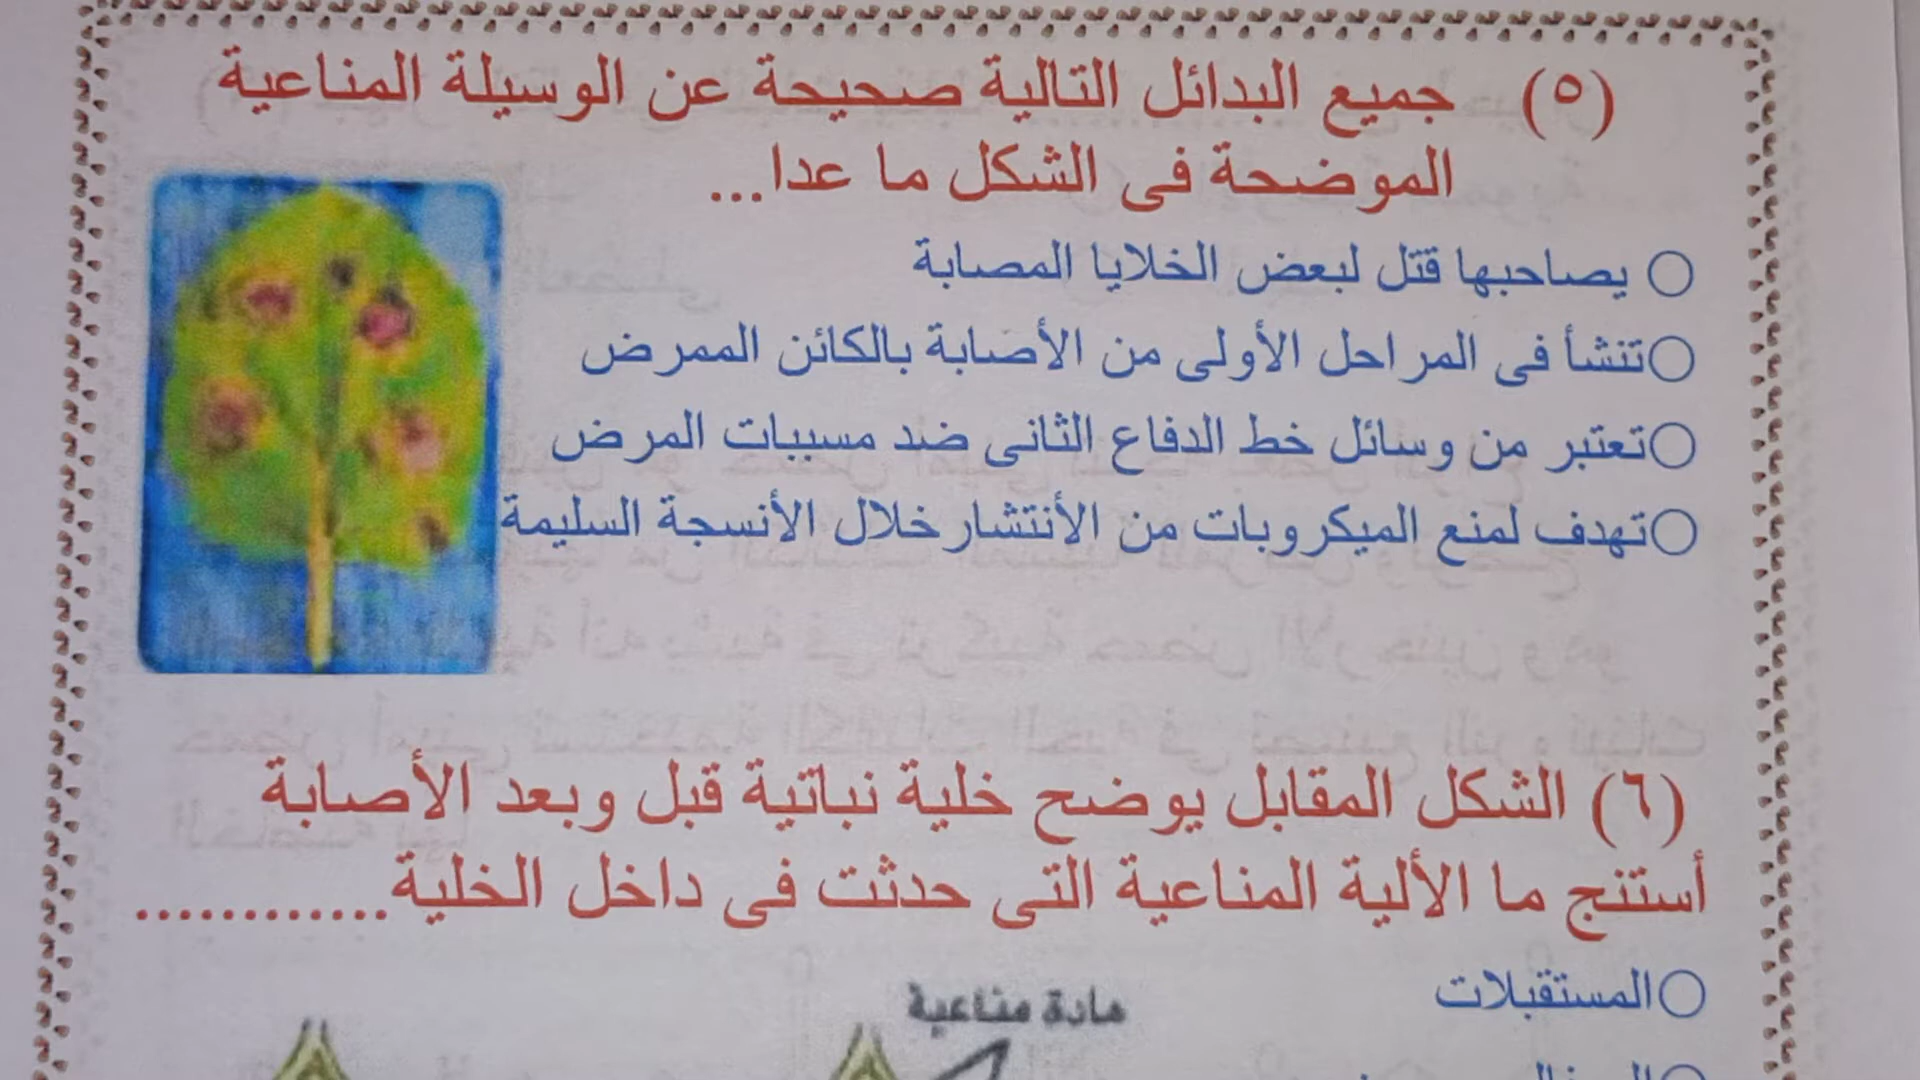 (٥) جميع البدائل التالية صحيحة عن الوسيلة المناعية
الموضحة فى الشكل ما عدا...
يصاحبها قتل لبعض الخلايا المصابة
تنشأ فى المراحل الأولى من الأصابة بالكائن الممرض
تعتبر من وسائل خط الدفاع الثانى ضد مسببات المرض
تهدف لمنع الميكروبات من الأنتشار خلال الأنسجة السليمة
(٦) الشكل المقابل يوضح خلية نباتية قبل وبعد الأصابة
أستنج ما الألية المناعية التى حدثت فى داخل الخلية............
المستقبلات
مادة مناعية